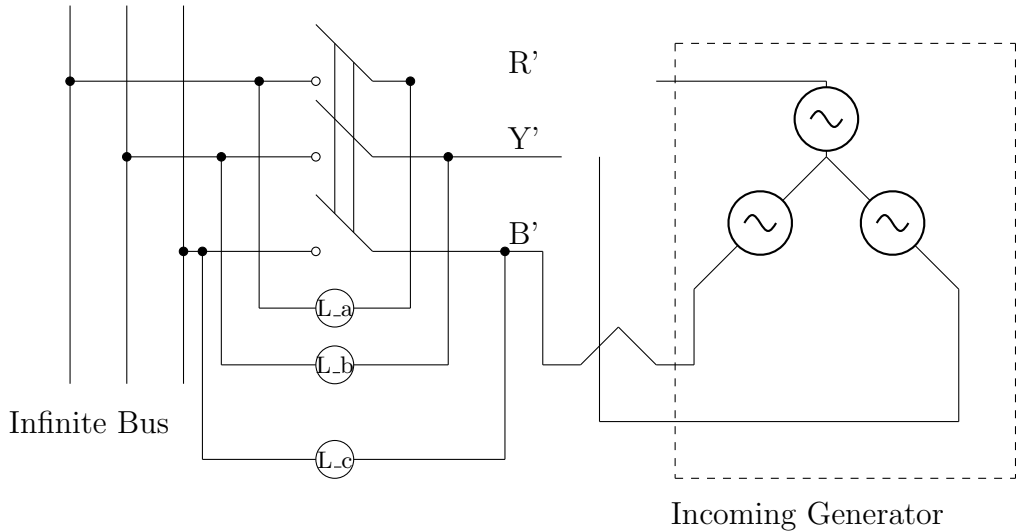 R'
Y'
B'
L_a
L_b
L_c
Infinite Bus
Incoming Generator